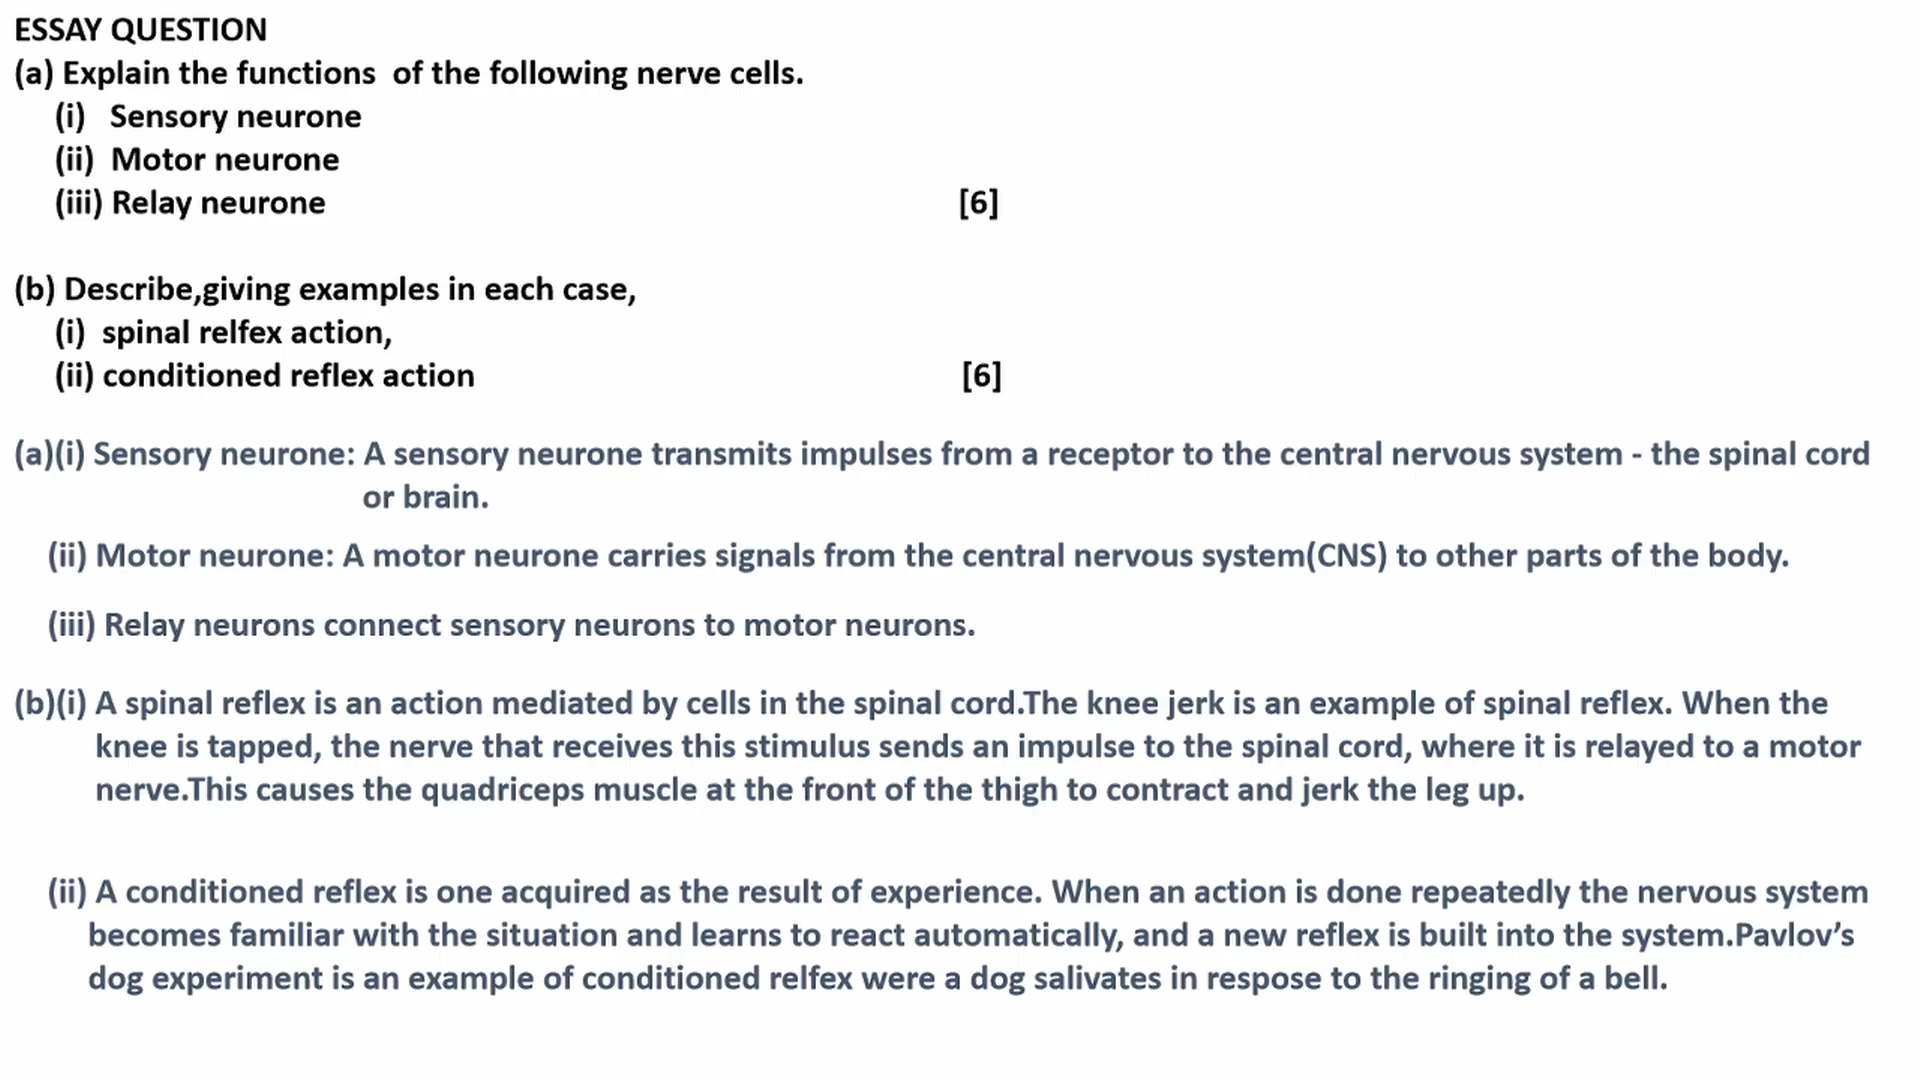 ESSAY QUESTION
(a) Explain the functions of the following nerve cells.
(i) Sensory neurone
(ii) Motor neurone
(iii) Relay neurone [6]
(b) Describe,giving examples in each case,
(i) spinal relfex action,
(ii) conditioned reflex action [6]
(a)(i) Sensory neurone: A sensory neurone transmits impulses from a receptor to the central nervous system - the spinal cord
or brain.
(ii) Motor neurone: A motor neurone carries signals from the central nervous system(CNS) to other parts of the body.
(iii) Relay neurons connect sensory neurons to motor neurons.
(b)(i) A spinal reflex is an action mediated by cells in the spinal cord.The knee jerk is an example of spinal reflex. When the
knee is tapped, the nerve that receives this stimulus sends an impulse to the spinal cord, where it is relayed to a motor
nerve.This causes the quadriceps muscle at the front of the thigh to contract and jerk the leg up.
(ii) A conditioned reflex is one acquired as the result of experience. When an action is done repeatedly the nervous system
becomes familiar with the situation and learns to react automatically, and a new reflex is built into the system.Pavlov’s
dog experiment is an example of conditioned relfex were a dog salivates in respose to the ringing of a bell.